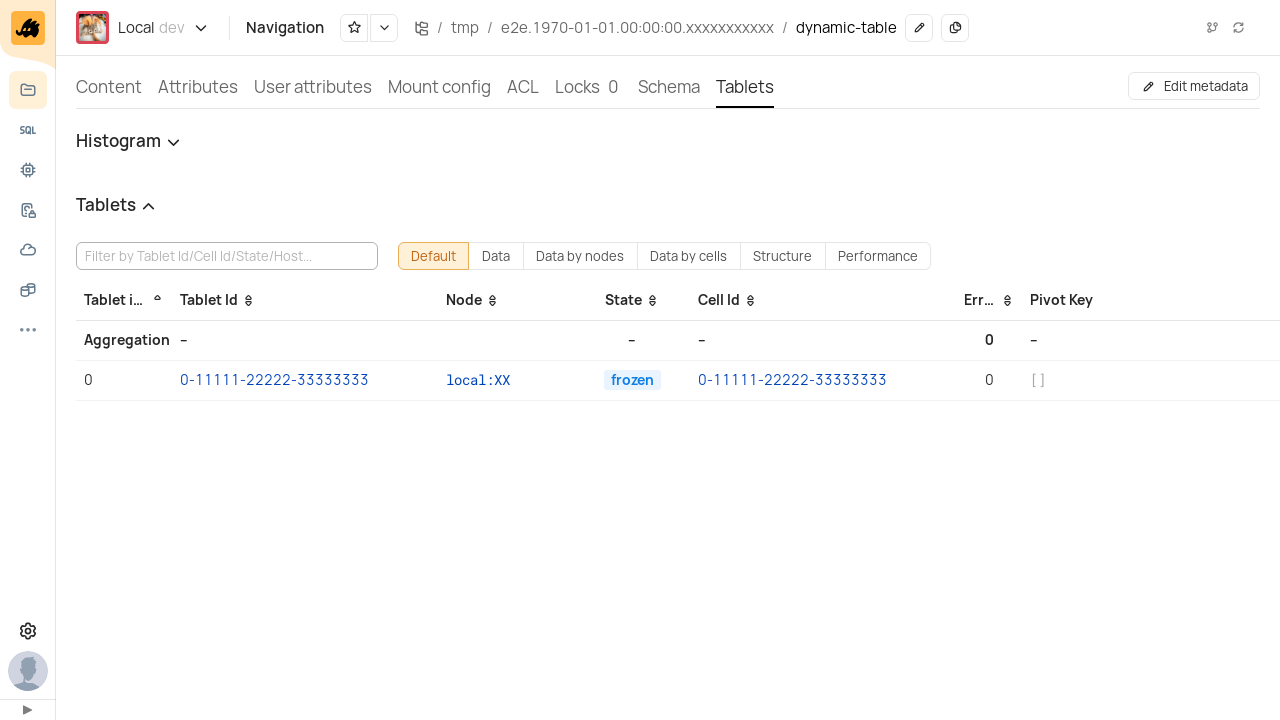 Local dev Navigation / tmp / e2e.1970-01-01.00:00:00.xxxxxxxxxxx / dynamic-table
Content Attributes User attributes Mount config ACL Locks 0 Schema Tablets Edit metadata
SQL
Histogram
Tablets
Filter by Tablet Id/Cell Id/State/Host... Default Data Data by nodes Data by cells Structure Performance
Tablet i... Tablet Id Node State Cell Id Err... Pivot Key
Aggregation – – – 0 –
0 0-11111-22222-33333333 local:XX frozen 0-11111-22222-33333333 0 [ ]